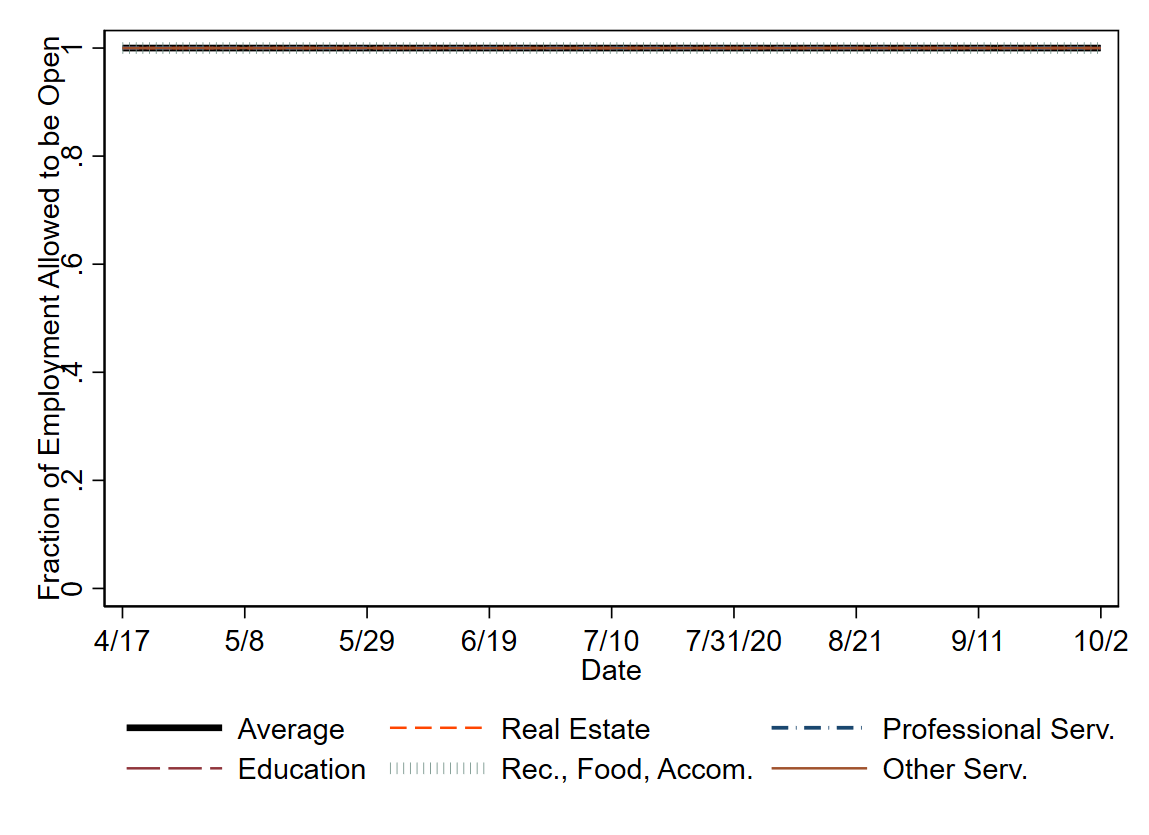 Fraction of Employment Allowed to be Open
1
.8
.6
.4
.2
0
4/17 5/8 5/29 6/19 7/10 7/31/20 8/21 9/11 10/2
Date
Average Real Estate Professional Serv.
Education Rec., Food, Accom. Other Serv.